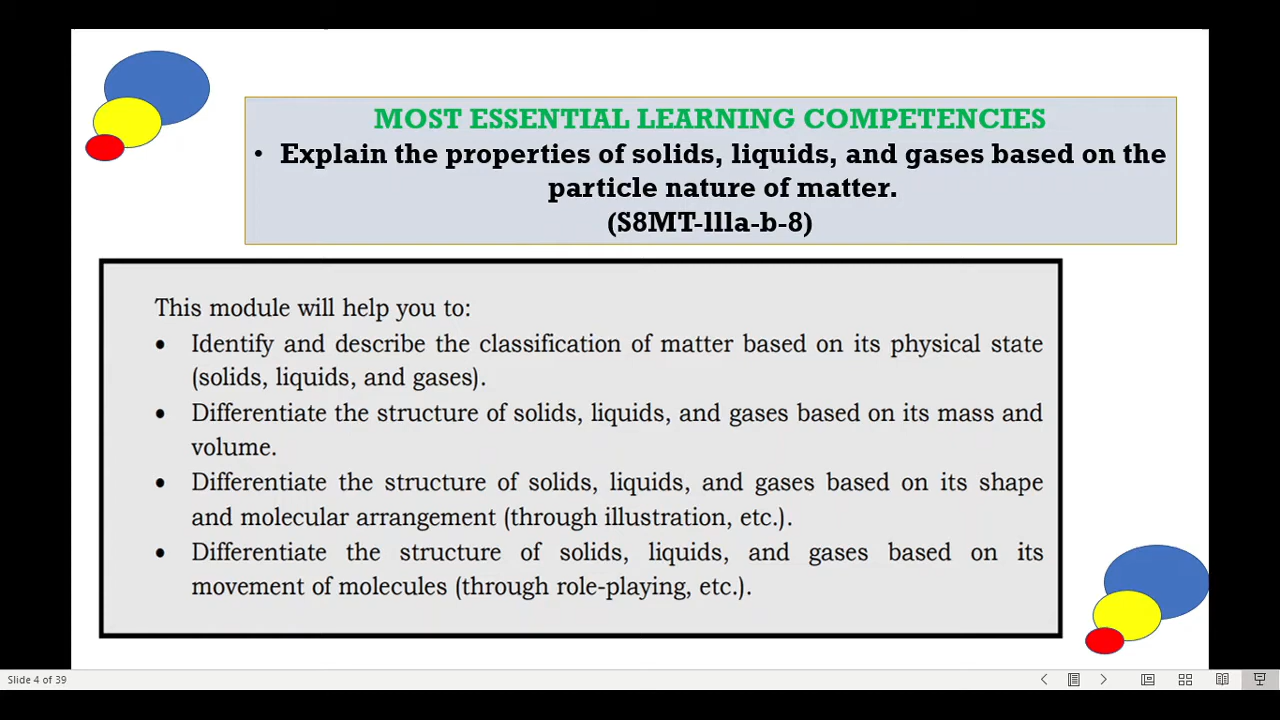 MOST ESSENTIAL LEARNING COMPETENCIES
• Explain the properties of solids, liquids, and gases based on the
particle nature of matter.
(S8MT-llla-b-8)
This module will help you to:
• Identify and describe the classification of matter based on its physical state
(solids, liquids, and gases).
• Differentiate the structure of solids, liquids, and gases based on its mass and
volume.
• Differentiate the structure of solids, liquids, and gases based on its shape
and molecular arrangement (through illustration, etc.).
• Differentiate the structure of solids, liquids, and gases based on its
movement of molecules (through role-playing, etc.).
Slide 4 of 39